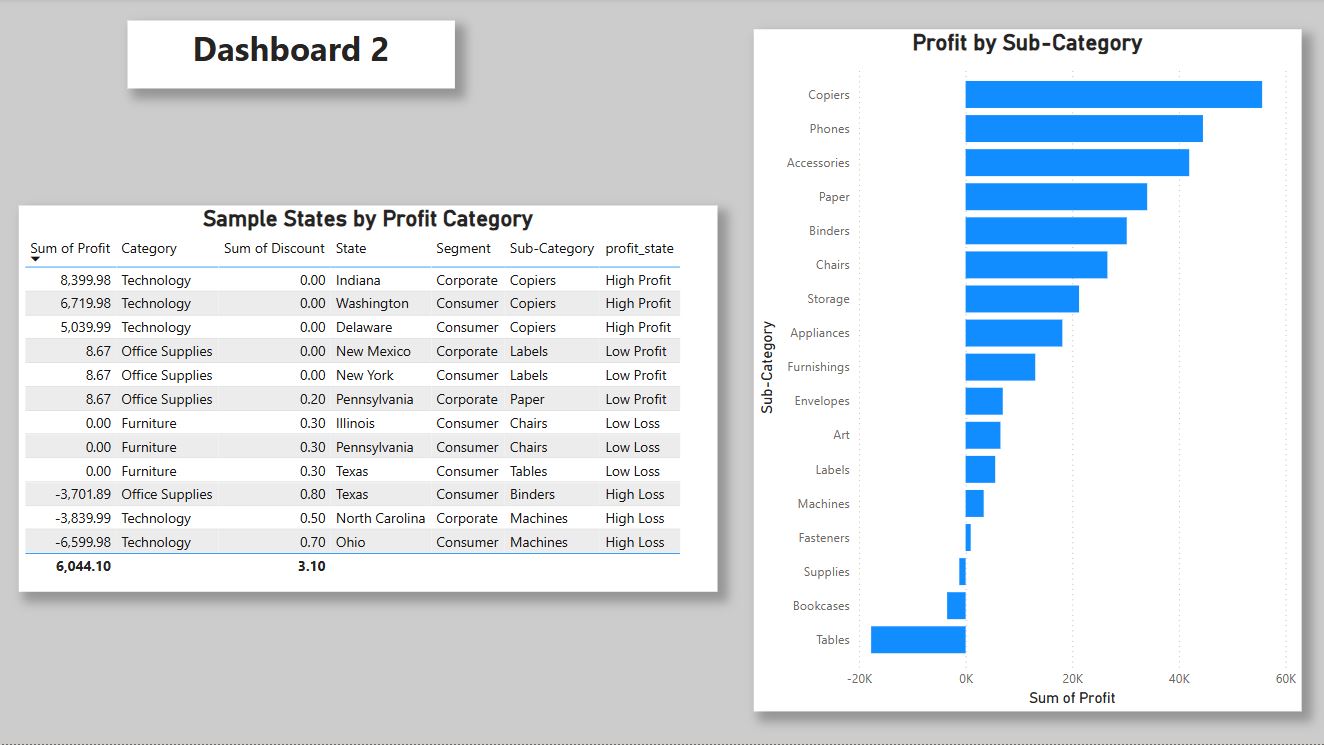 Dashboard 2
Sample States by Profit Category
Sum of Profit Category Sum of Discount State Segment Sub-Category profit_state
8,399.98 Technology 0.00 Indiana Corporate Copiers High Profit
6,719.98 Technology 0.00 Washington Consumer Copiers High Profit
5,039.99 Technology 0.00 Delaware Consumer Copiers High Profit
8.67 Office Supplies 0.00 New Mexico Corporate Labels Low Profit
8.67 Office Supplies 0.00 New York Consumer Labels Low Profit
8.67 Office Supplies 0.20 Pennsylvania Corporate Paper Low Profit
0.00 Furniture 0.30 Illinois Consumer Chairs Low Loss
0.00 Furniture 0.30 Pennsylvania Consumer Chairs Low Loss
0.00 Furniture 0.30 Texas Consumer Tables Low Loss
-3,701.89 Office Supplies 0.80 Texas Consumer Binders High Loss
-3,839.99 Technology 0.50 North Carolina Corporate Machines High Loss
-6,599.98 Technology 0.70 Ohio Consumer Machines High Loss
6,044.10 3.10
Profit by Sub-Category
Sub-Category
Copiers
Phones
Accessories
Paper
Binders
Chairs
Storage
Appliances
Furnishings
Envelopes
Art
Labels
Machines
Fasteners
Supplies
Bookcases
Tables
-20K 0K 20K 40K 60K
Sum of Profit